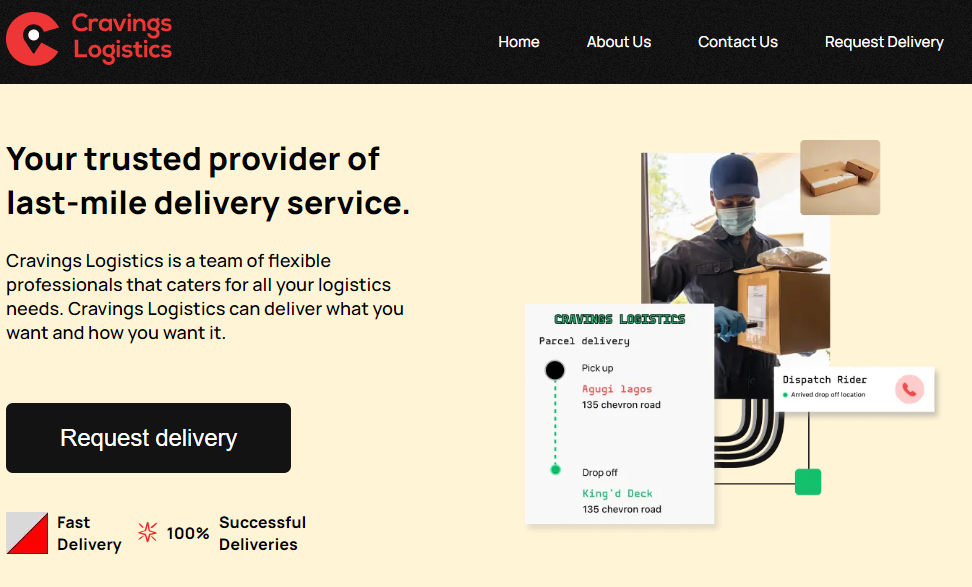 Cravings
Logistics
Home
About Us
Contact Us
Request Delivery
Your trusted provider of
last-mile delivery service.
Cravings Logistics is a team of flexible
professionals that caters for all your logistics
needs. Cravings Logistics can deliver what you
want and how you want it.
Request delivery
Fast
Delivery
100%
Successful
Deliveries
CRAVINGS LOGISTICS
Parcel delivery
Pick up
Agugi lagos
135 chevron road
Drop off
King'd Deck
135 chevron road
Dispatch Rider
Arrived drop off location